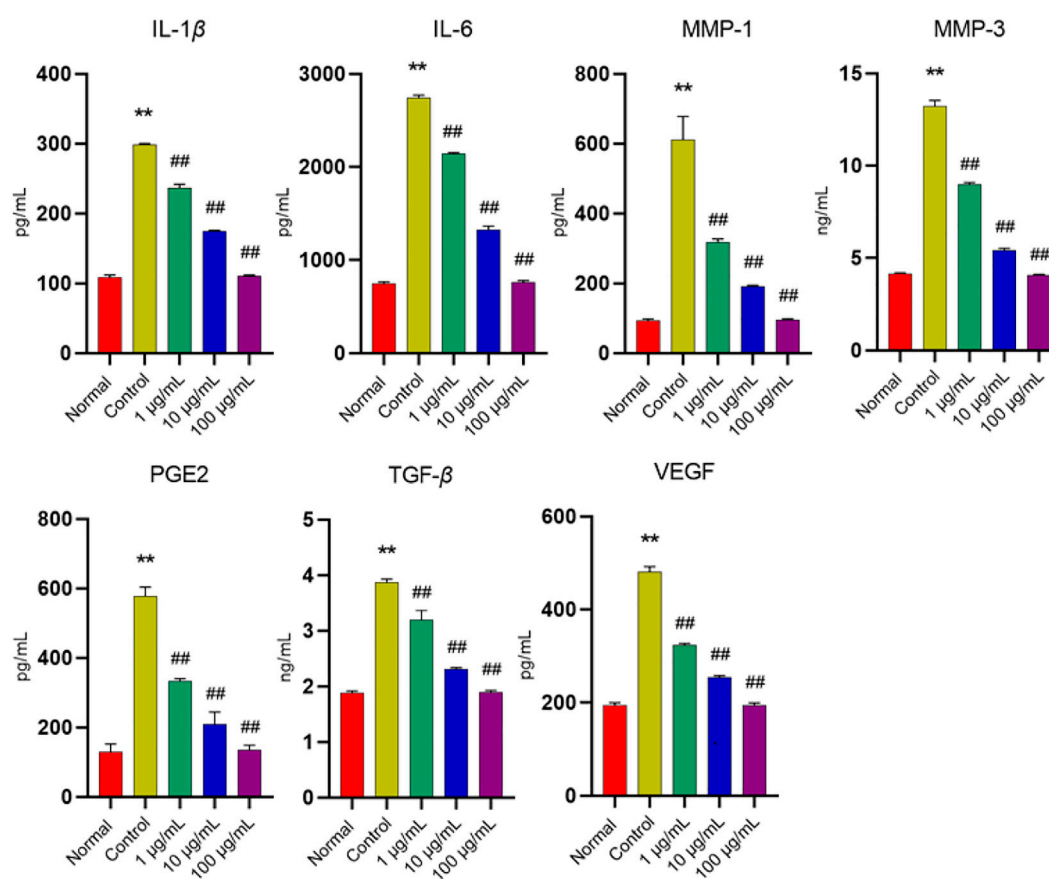 IL-1β
400
300
200
100
0
pg/mL
**
##
##
##
Normal
Control
1 µg/mL
10 µg/mL
100 µg/mL
IL-6
3000
2000
1000
0
pg/mL
**
##
##
##
Normal
Control
1 µg/mL
10 µg/mL
100 µg/mL
MMP-1
800
600
400
200
0
pg/mL
**
##
##
##
Normal
Control
1 µg/mL
10 µg/mL
100 µg/mL
MMP-3
15
10
5
0
ng/mL
**
##
##
##
Normal
Control
1 µg/mL
10 µg/mL
100 µg/mL
PGE2
800
600
400
200
0
pg/mL
**
##
##
##
Normal
Control
1 µg/mL
10 µg/mL
100 µg/mL
TGF-β
5
4
3
2
1
0
ng/mL
**
##
##
##
Normal
Control
1 µg/mL
10 µg/mL
100 µg/mL
VEGF
600
400
200
0
pg/mL
**
##
##
##
Normal
Control
1 µg/mL
10 µg/mL
100 µg/mL